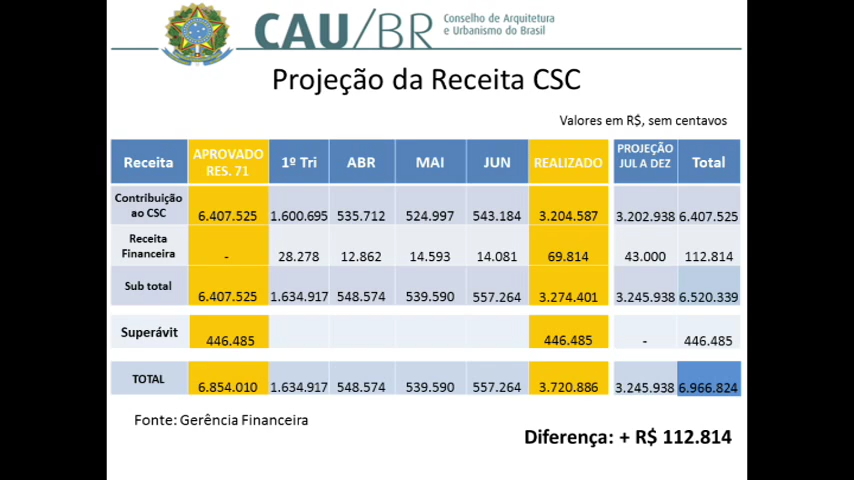 CAU/BR Conselho de Arquitetura
e Urbanismo do Brasil
Projeção da Receita CSC
Valores em R$, sem centavos
Receita APROVADO RES. 71 1º Tri ABR MAI JUN REALIZADO PROJEÇÃO JUL A DEZ Total
Contribuição ao CSC 6.407.525 1.600.695 535.712 524.997 543.184 3.204.587 3.202.938 6.407.525
Receita Financeira - 28.278 12.862 14.593 14.081 69.814 43.000 112.814
Sub total 6.407.525 1.634.917 548.574 539.590 557.264 3.274.401 3.245.938 6.520.339
Superávit 446.485 446.485 - 446.485
TOTAL 6.854.010 1.634.917 548.574 539.590 557.264 3.720.886 3.245.938 6.966.824
Fonte: Gerência Financeira
Diferença: + R$ 112.814